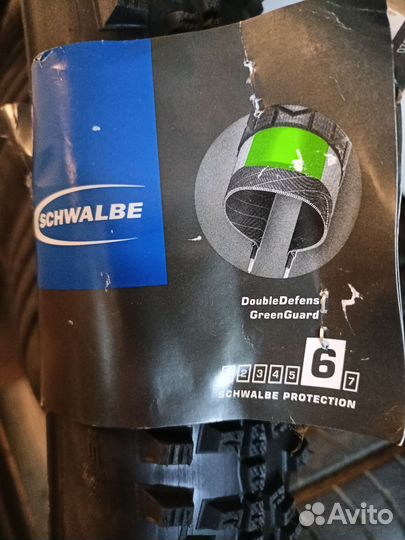 SCHWALBE
DoubleDefens
GreenGuard
2 3 4 5 6 7
SCHWALBE PROTECTION
Avito